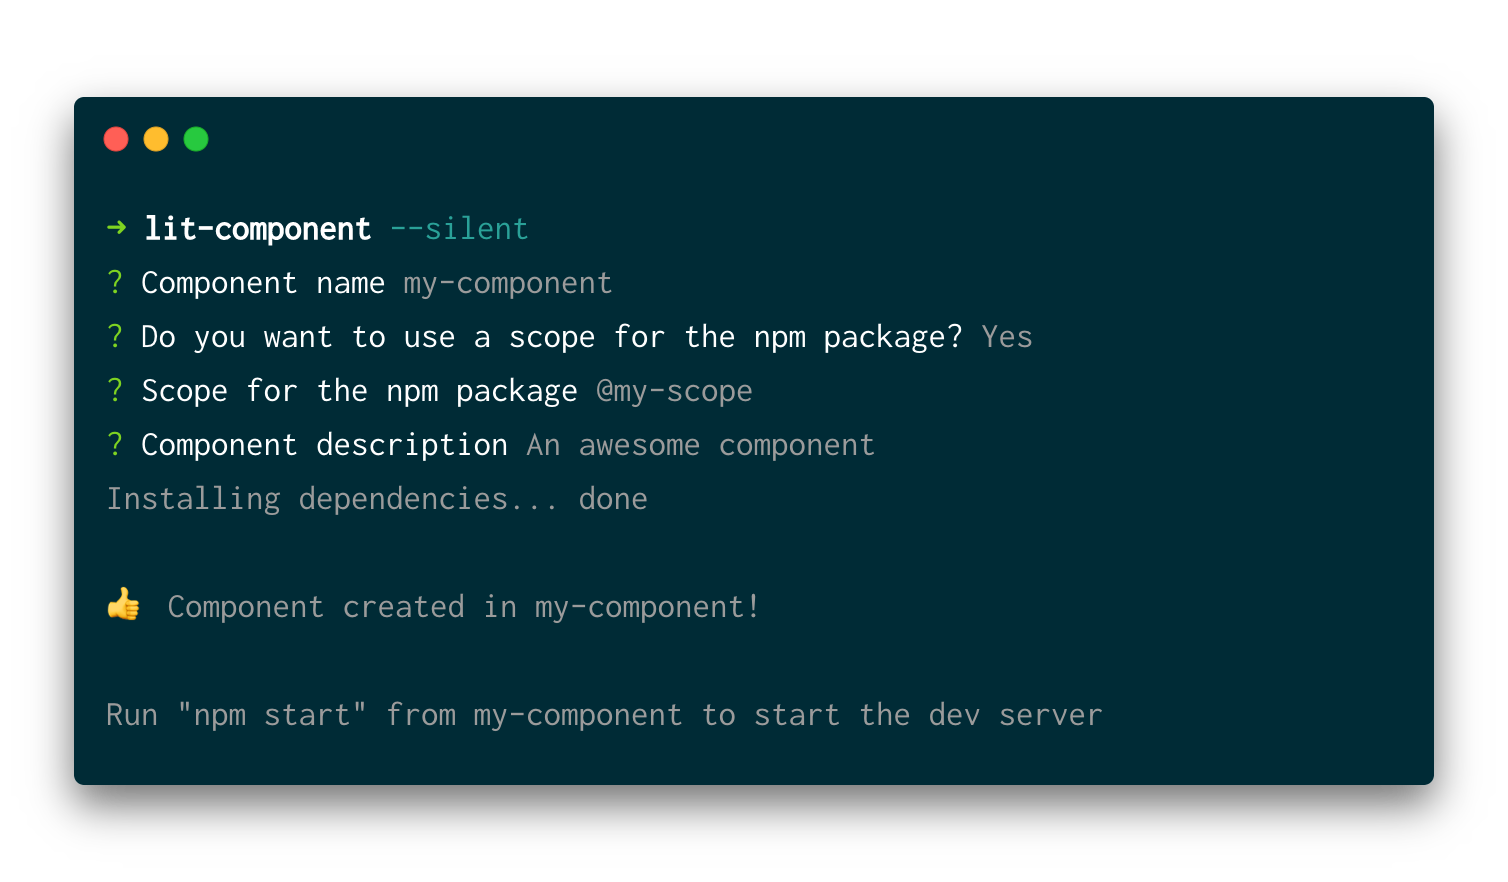 ➜ lit-component --silent
? Component name my-component
? Do you want to use a scope for the npm package? Yes
? Scope for the npm package @my-scope
? Component description An awesome component
Installing dependencies... done
👍 Component created in my-component!
Run "npm start" from my-component to start the dev server